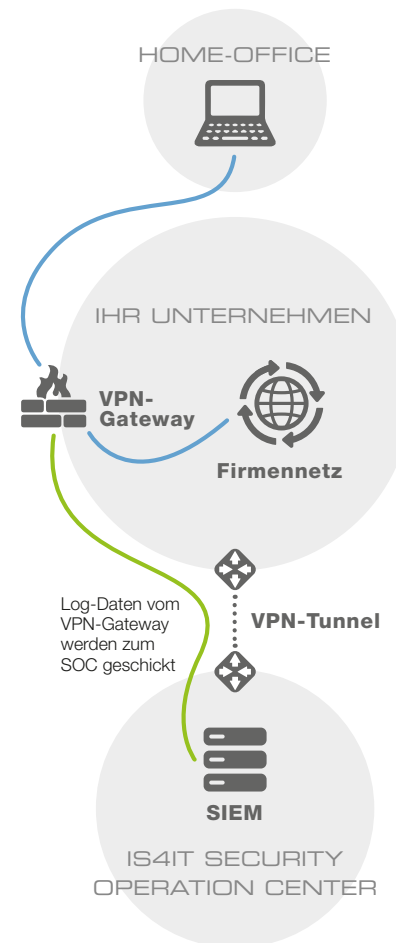 HOME-OFFICE
IHR UNTERNEHMEN
VPN-
Gateway
Firmennetz
Log-Daten vom
VPN-Gateway
werden zum
SOC geschickt
VPN-Tunnel
SIEM
IS4IT SECURITY
OPERATION CENTER